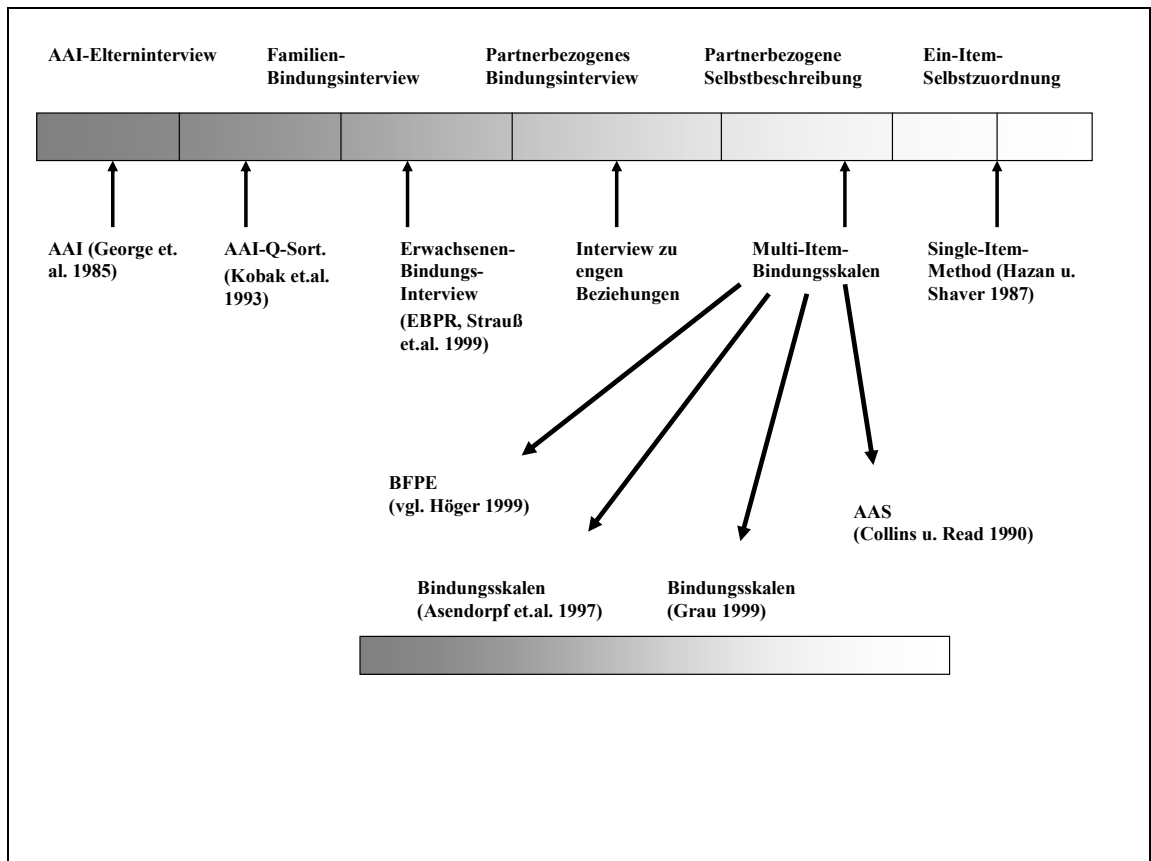 AAI-Elterninterview
Familien-
Bindungsinterview
Partnerbezogenes
Bindungsinterview
Partnerbezogene
Selbstbeschreibung
Ein-Item-
Selbstzuordnung
AAI (George et.
al. 1985)
AAI-Q-Sort.
(Kobak et.al.
1993)
Erwachsenen-
Bindungs-
Interview
(EBPR, Strauß
et.al. 1999)
Interview zu
engen
Beziehungen
Multi-Item-
Bindungsskalen
Single-Item-
Method (Hazan u.
Shaver 1987)
BFPE
(vgl. Höger 1999)
AAS
(Collins u. Read 1990)
Bindungsskalen
(Asendorpf et.al. 1997)
Bindungsskalen
(Grau 1999)